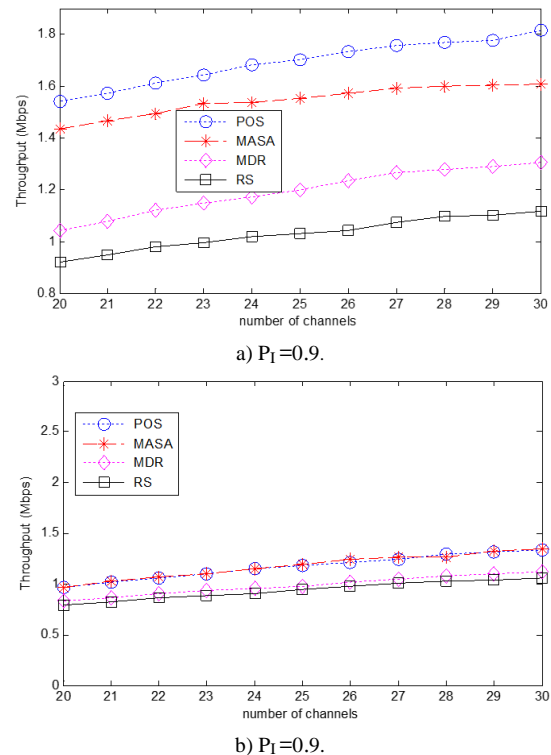 1.8
1.6
1.4
1.2
1
0.8
Throughput (Mbps)
POS
MASA
MDR
RS
20 21 22 23 24 25 26 27 28 29 30
number of channels
a) P_I =0.9.
3
2.5
2
1.5
1
0.5
0
Throughput (Mbps)
POS
MASA
MDR
RS
20 21 22 23 24 25 26 27 28 29 30
number of channels
b) P_I =0.9.